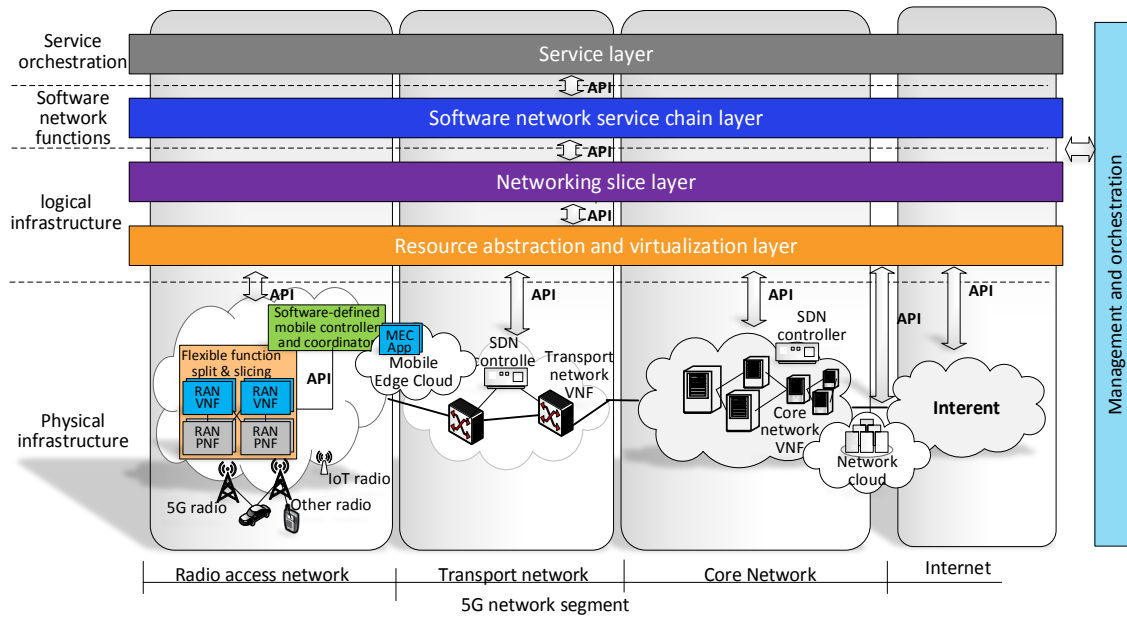 Service
orchestration
Service layer
API
Software
network
functions
Software network service chain layer
API
logical
infrastructure
Networking slice layer
API
Resource abstraction and virtualization layer
Management and orchestration
API
API
API
API
Software-defined
mobile controller
and coordinator
MEC
App
Mobile
Edge Cloud
SDN
controlle
Transport
network
VNF
SDN
controller
Flexible function
split & slicing
API
RAN
VNF
RAN
VNF
RAN
PNF
RAN
PNF
Physical
infrastructure
Core
network
VNF
Interent
Network
cloud
IoT radio
5G radio
Other radio
Radio access network
Transport network
Core Network
Internet
5G network segment